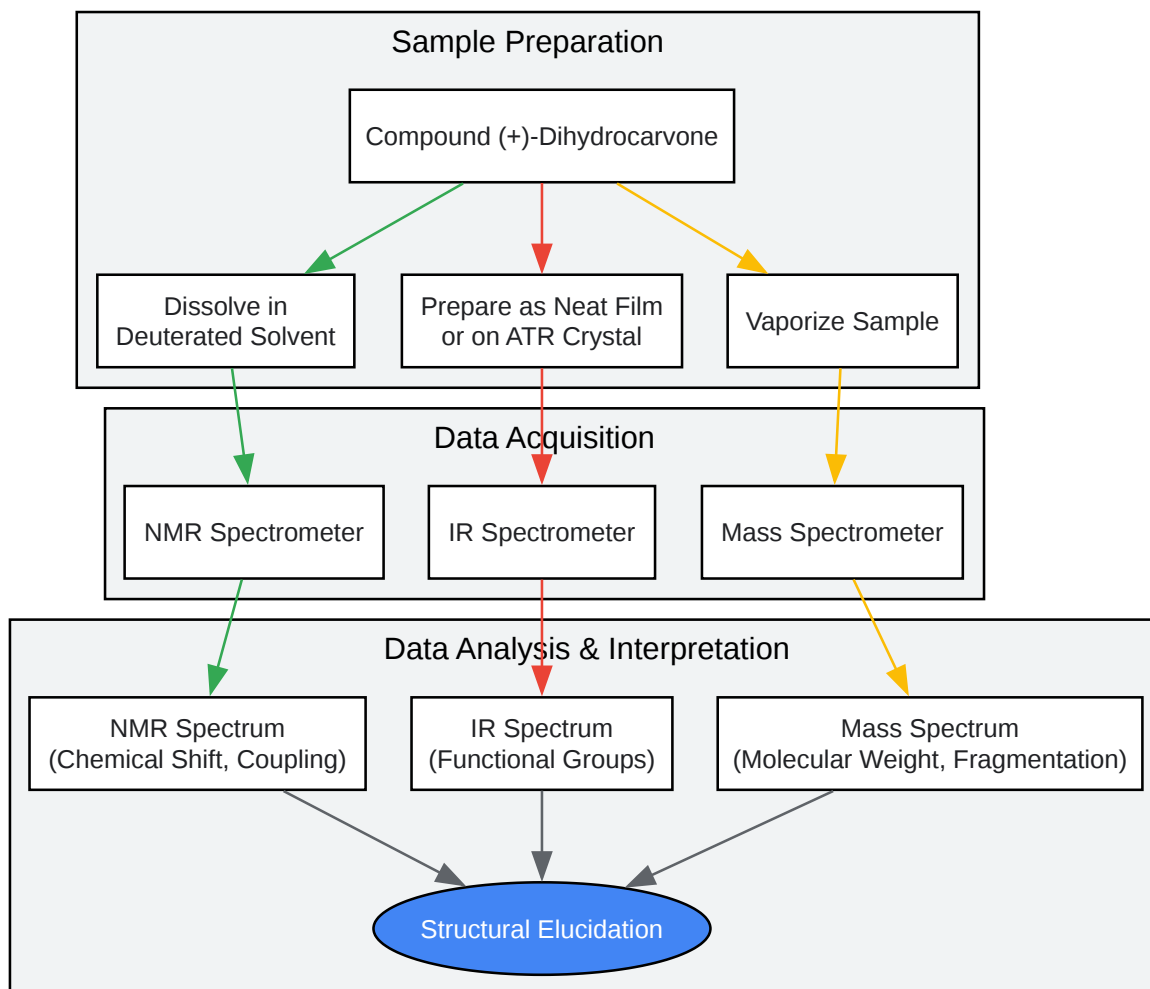 Sample Preparation
Compound (+)-Dihydrocarvone
Dissolve in
Deuterated Solvent
Prepare as Neat Film
or on ATR Crystal
Vaporize Sample
Data Acquisition
NMR Spectrometer
IR Spectrometer
Mass Spectrometer
Data Analysis & Interpretation
NMR Spectrum
(Chemical Shift, Coupling)
IR Spectrum
(Functional Groups)
Mass Spectrum
(Molecular Weight, Fragmentation)
Structural Elucidation